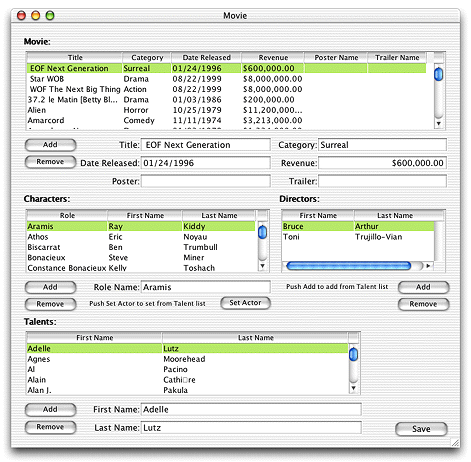 Movie
Movie:
Title Category Date Released Revenue Poster Name Trailer Name
EOF Next Generation Surreal 01/24/1996 $600,000.00
Star WOB Drama 08/22/1999 $8,000,000.00
WOF The Next Big Thing Action 08/22/1999 $8,000,000.00
37.2 le Matin [Betty Bl... Drama 01/03/1986 $200,000.00
Alien Horror 10/25/1979 $11,200,000...
Amarcord Comedy 11/11/1974 $3,213,000.00
Add Title: EOF Next Generation Category: Surreal
Remove Date Released: 01/24/1996 Revenue: $600,000.00
Poster: Trailer:
Characters: Directors:
Role First Name Last Name First Name Last Name
Aramis Ray Kiddy Bruce Arthur
Athos Eric Noyau Toni Trujillo-Vian
Biscarrat Ben Trumbull
Bonacieux Steve Miner
Constance Bonacieux Kelly Toshach
Add Role Name: Aramis Push Add to add from Talent list Add
Remove Push Set Actor to set from Talent list Set Actor Remove
Talents:
First Name Last Name
Adelle Lutz
Agnes Moorehead
Al Pacino
Alain
Alan J. Pakula
Add First Name: Adelle
Remove Last Name: Lutz Save